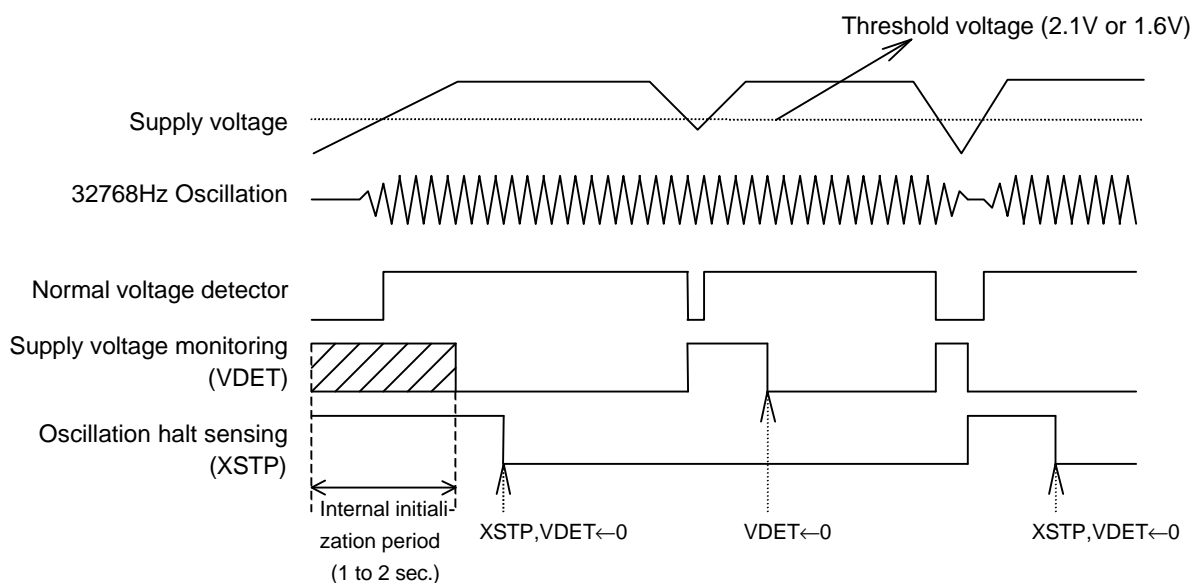 Threshold voltage (2.1V or 1.6V)
Supply voltage
32768Hz Oscillation
Normal voltage detector
Supply voltage monitoring
(VDET)
Oscillation halt sensing
(XSTP)
Internal initiali-
zation period
(1 to 2 sec.)
XSTP,VDET←0
VDET←0
XSTP,VDET←0